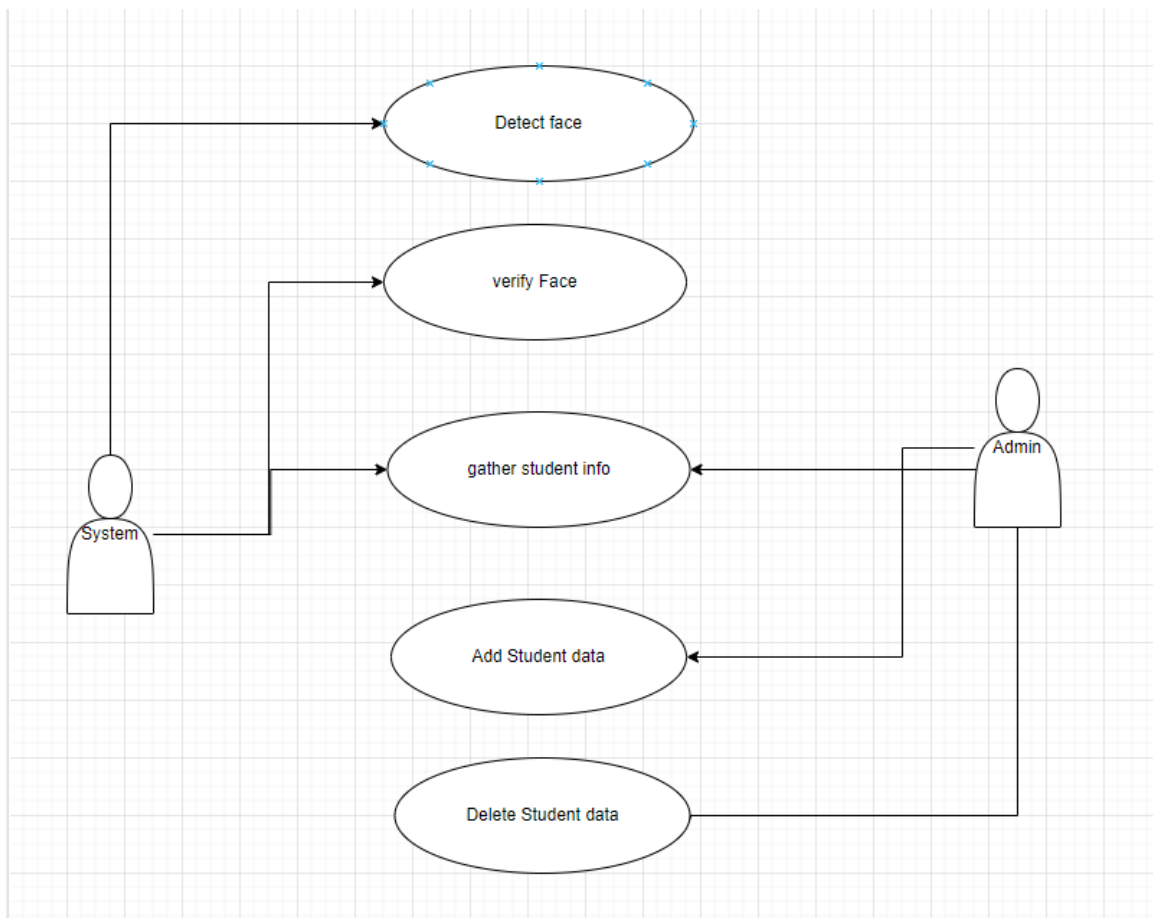 Detect face
verify Face
Admin
gather student info
System
Add Student data
Delete Student data